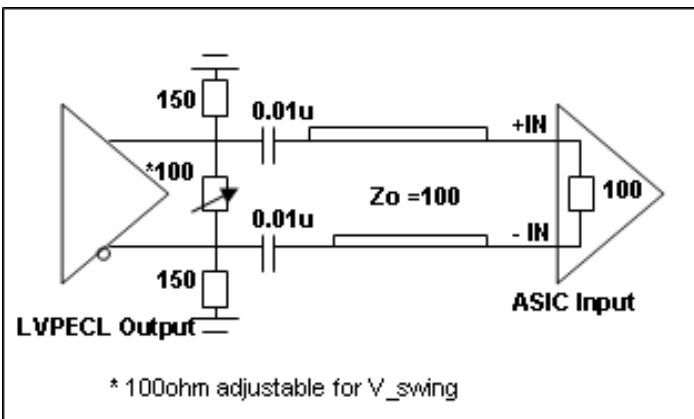 150
0.01u
+IN
*100
100
Zo =100
0.01u
- IN
150
ASIC Input
LVPECL Output
* 100ohm adjustable for V_swing